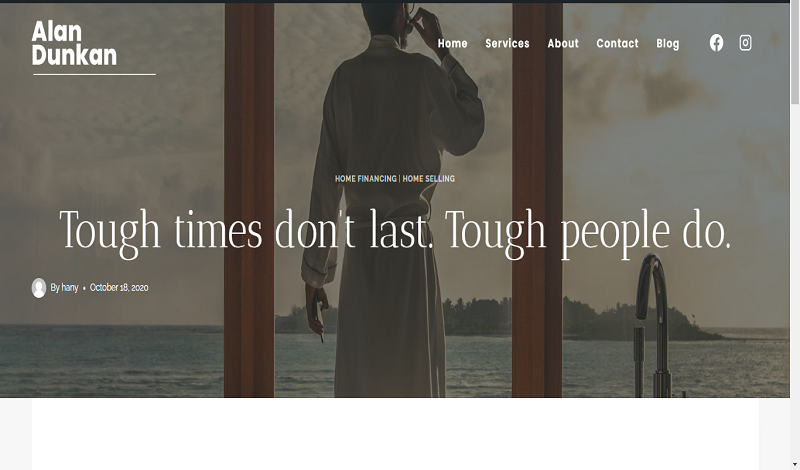 Alan
Dunkan
Home Services About Contact Blog
HOME FINANCING | HOME SELLING
Tough times don't last. Tough people do.
By hany • October 18, 2020